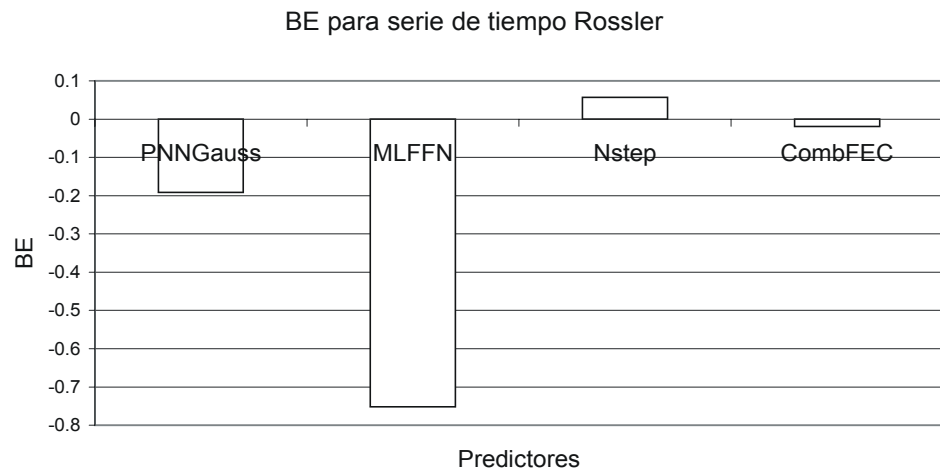 BE para serie de tiempo Rossler
0.1
0
-0.1
-0.2
-0.3
-0.4
-0.5
-0.6
-0.7
-0.8
BE
PNNGauss
MLFFN
Nstep
CombFEC
Predictores